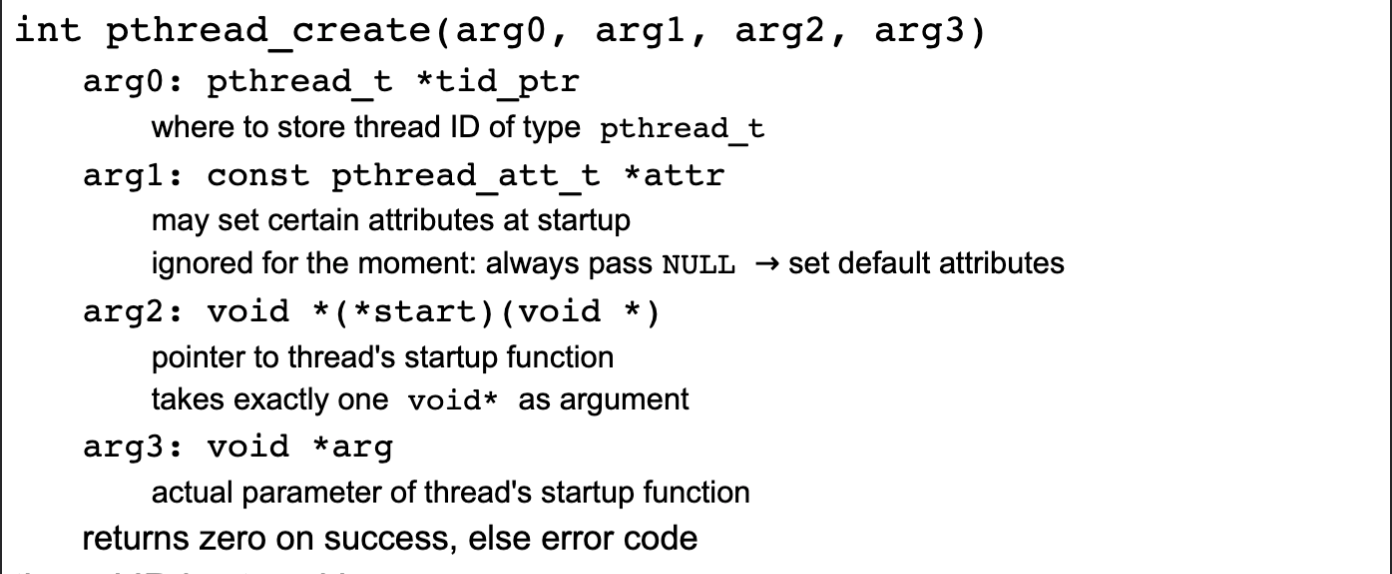 int pthread_create(arg0, arg1, arg2, arg3)
arg0: pthread_t *tid_ptr
where to store thread ID of type pthread_t
arg1: const pthread_att_t *attr
may set certain attributes at startup
ignored for the moment: always pass NULL → set default attributes
arg2: void *(*start)(void *)
pointer to thread's startup function
takes exactly one void* as argument
arg3: void *arg
actual parameter of thread's startup function
returns zero on success, else error code